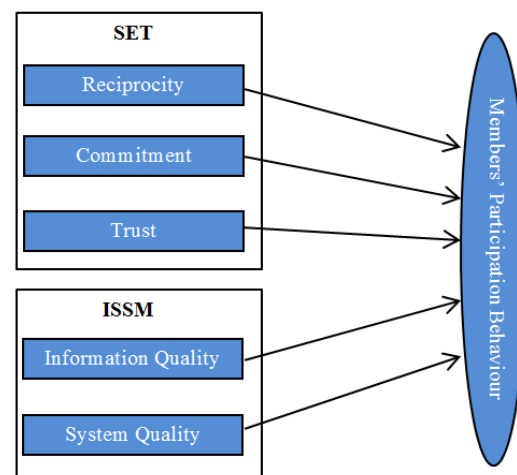 SET
Reciprocity
Commitment
Trust
ISSM
Information Quality
System Quality
Members’ Participation Behaviour